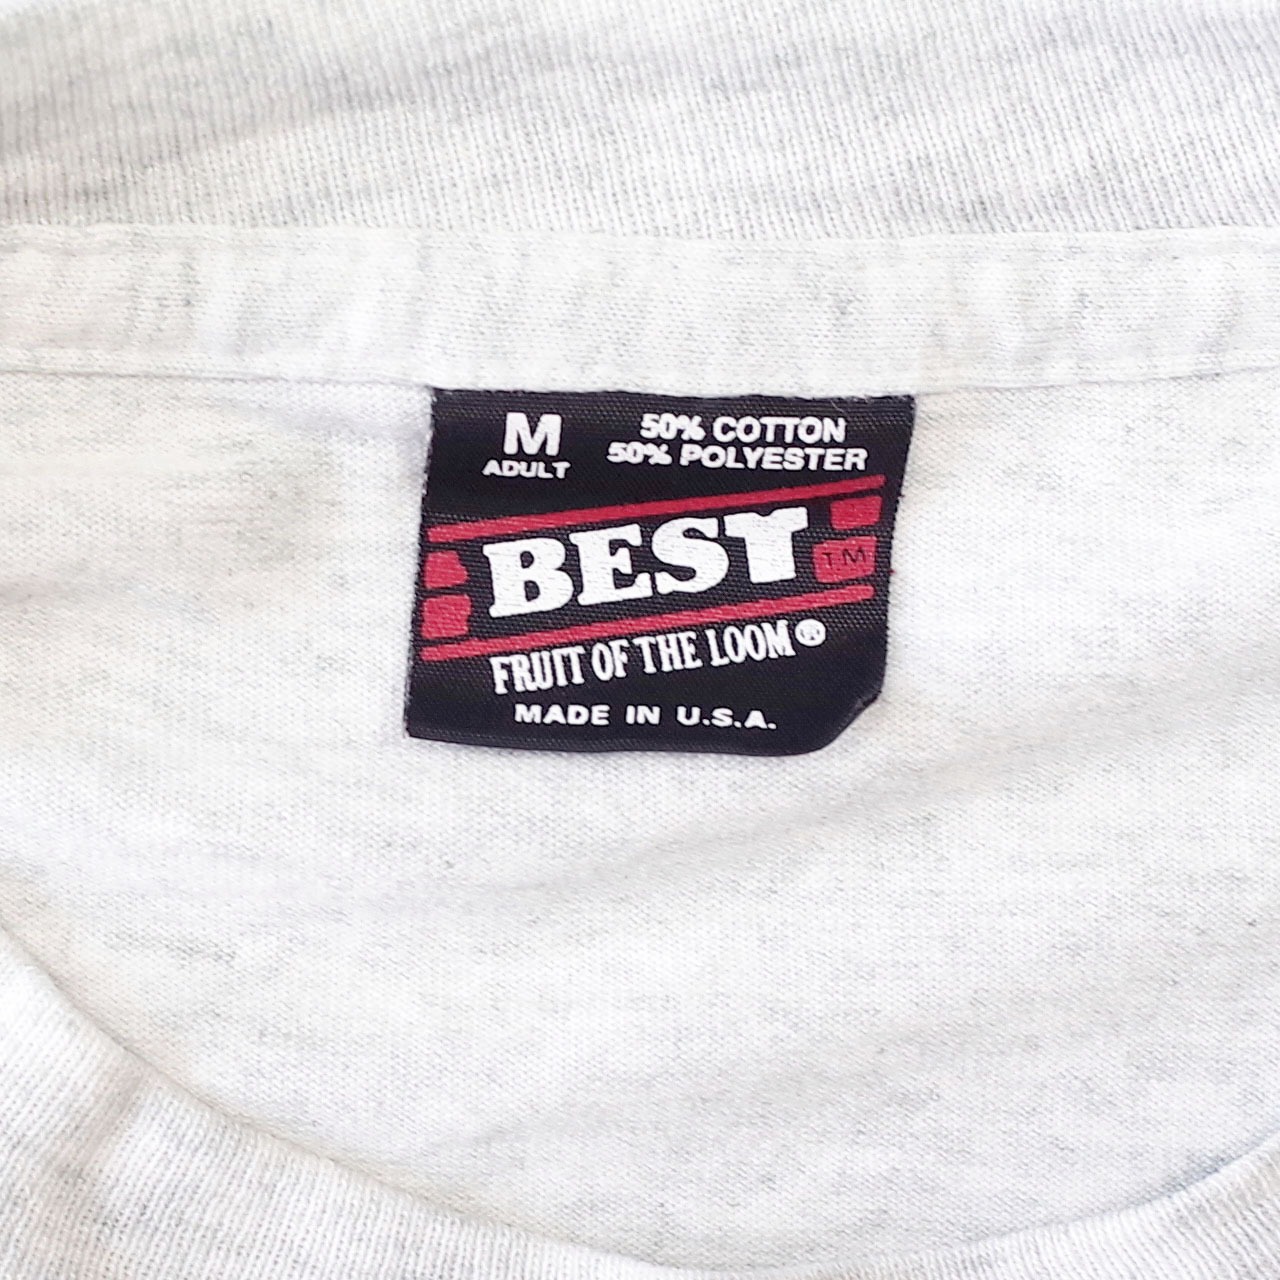 M
ADULT
50% COTTON
50% POLYESTER
BEST
TM
FRUIT OF THE LOOM®
MADE IN U.S.A.